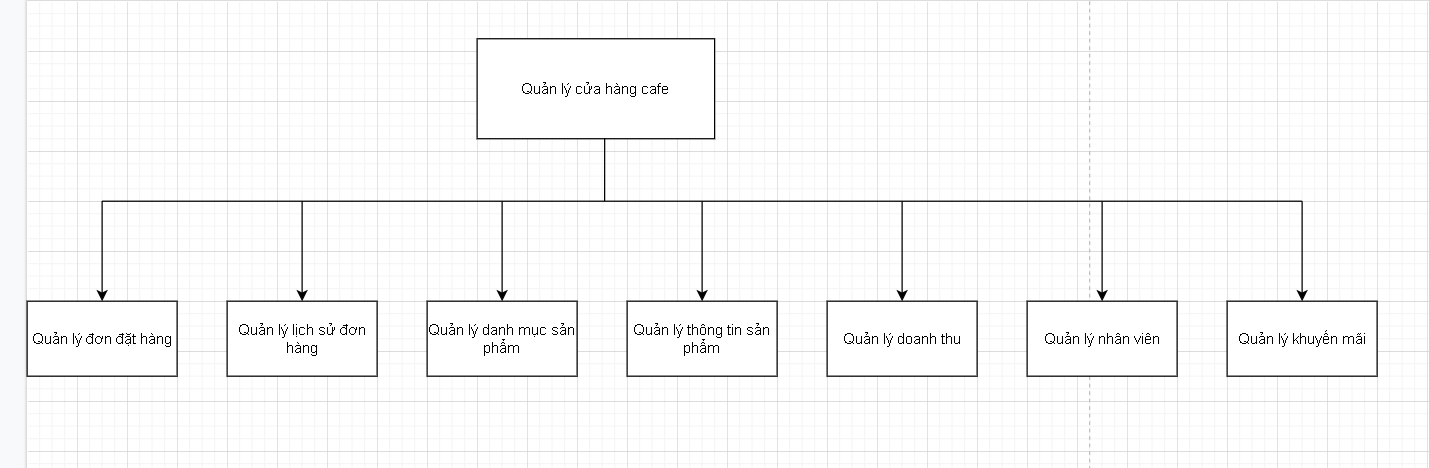 Quản lý cửa hàng cafe
Quản lý đơn đặt hàng
Quản lý lịch sử đơn
hàng
Quản lý danh mục sản
phẩm
Quản lý thông tin sản
phẩm
Quản lý doanh thu
Quản lý nhân viên
Quản lý khuyến mãi